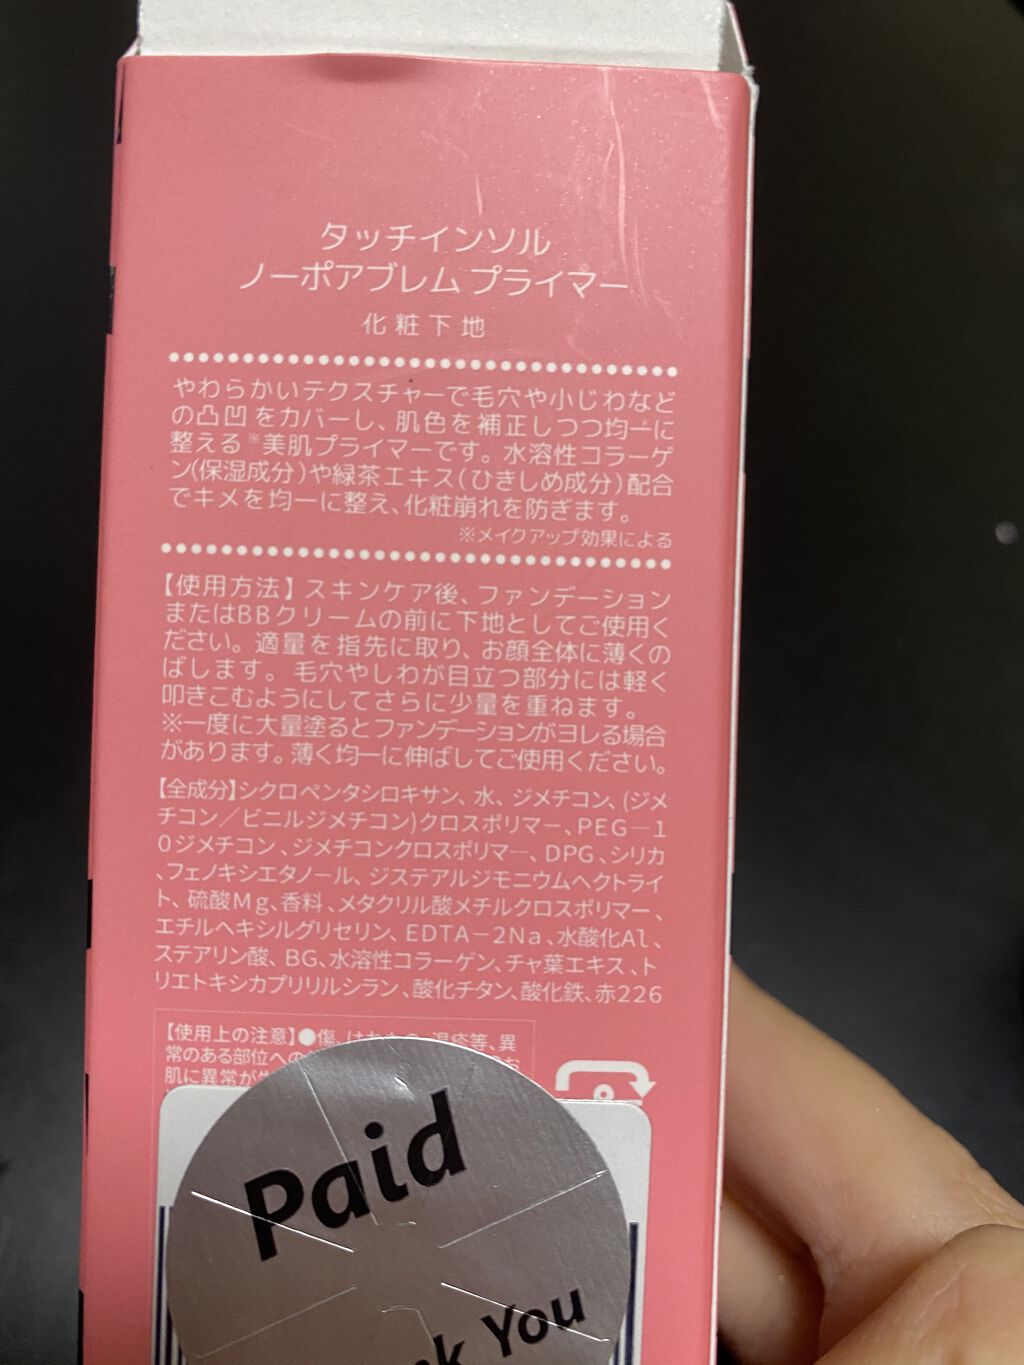 タッチインソル
ノーポアブレム プライマー
化粧下地
やわらかいテクスチャーで毛穴や小じわなど
の凸凹をカバーし、肌色を補正しつつ均一に
整える※美肌プライマーです。水溶性コラーゲ
ン(保湿成分)や緑茶エキス(ひきしめ成分)配合
でキメを均一に整え、化粧崩れを防ぎます。
※メイクアップ効果による
【使用方法】スキンケア後、ファンデーション
またはBBクリームの前に下地としてご使用く
ださい。適量を指先に取り、お顔全体に薄くの
ばします。毛穴やしわが目立つ部分には軽く
叩きこむようにしてさらに少量を重ねます。
※一度に大量塗るとファンデーションがヨレる場合
があります。薄く均一に伸ばしてご使用ください。
【全成分】シクロペンタシロキサン、水、ジメチコン、(ジメ
チコン/ビニルジメチコン)クロスポリマー、PEG-1
0ジメチコン、ジメチコンクロスポリマー、DPG、シリカ
、フェノキシエタノール、ジステアルジモニウムヘクトライ
ト、硫酸Mg、香料、メタクリル酸メチルクロスポリマー、
エチルヘキシルグリセリン、EDTA-2Na、水酸化Al、
ステアリン酸、BG、水溶性コラーゲン、チャ葉エキス、ト
リエトキシカプリリルシラン、酸化チタン、酸化鉄、赤226
【使用上の注意】●傷、湿疹等、異
常のある部位への
肌に異常が
Paid
You